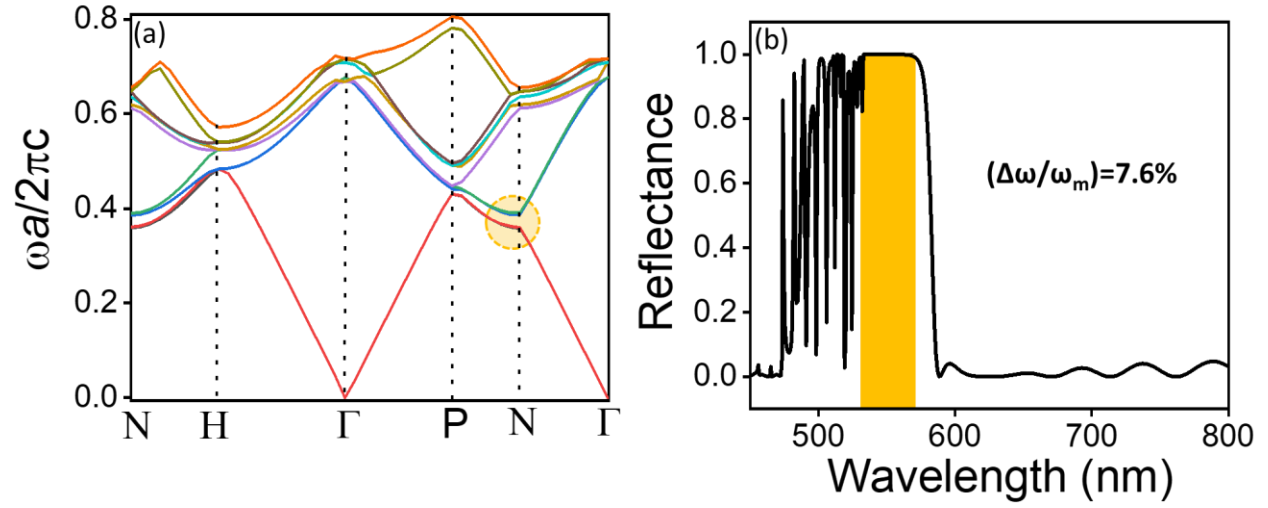 (a)
ωa/2πc
0.8
0.6
0.4
0.2
0.0
N H Γ P N Γ
(b)
Reflectance
1.0
0.8
0.6
0.4
0.2
0.0
(Δω/ωm)=7.6%
500 600 700 800
Wavelength (nm)